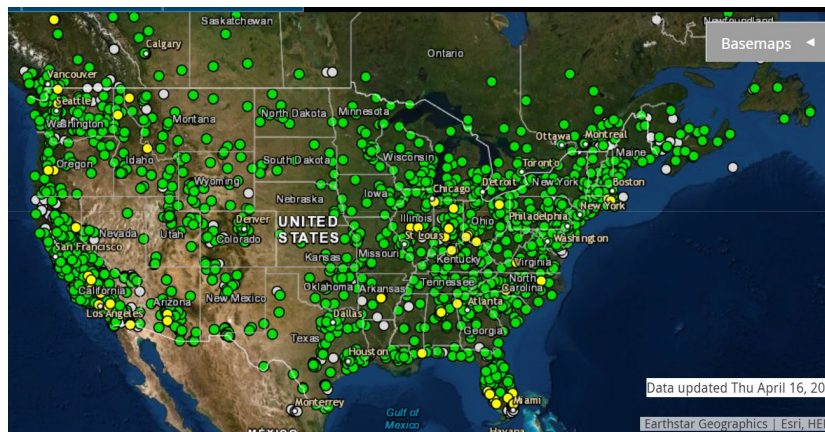 Saskatchewan
Newfoundland
Calgary
Basemaps
Ontario
Vancouver
Seattle
Washington
Montana
North Dakota
Minnesota
Ottawa
Montreal
Maine
Oregon
Idaho
South Dakota
Wisconsin
Toronto
Wyoming
Chicago
Detroit
New York
Boston
Nebraska
Iowa
New York
Denver
UNITED
STATES
Illinois
Ohio
Philadelphia
Nevada
Utah
Colorado
St Louis
Washington
San Francisco
Kansas
Missouri
Kentucky
Virginia
California
Arizona
New Mexico
Oklahoma
Arkansas
Tennessee
North
Carolina
Los Angeles
Dallas
Atlanta
Texas
Georgia
Houston
Data updated Thu April 16, 20
Monterrey
Miami
Gulf of
Mexico
Earthstar Geographics | Esri, HE
MÉXICO
Havana